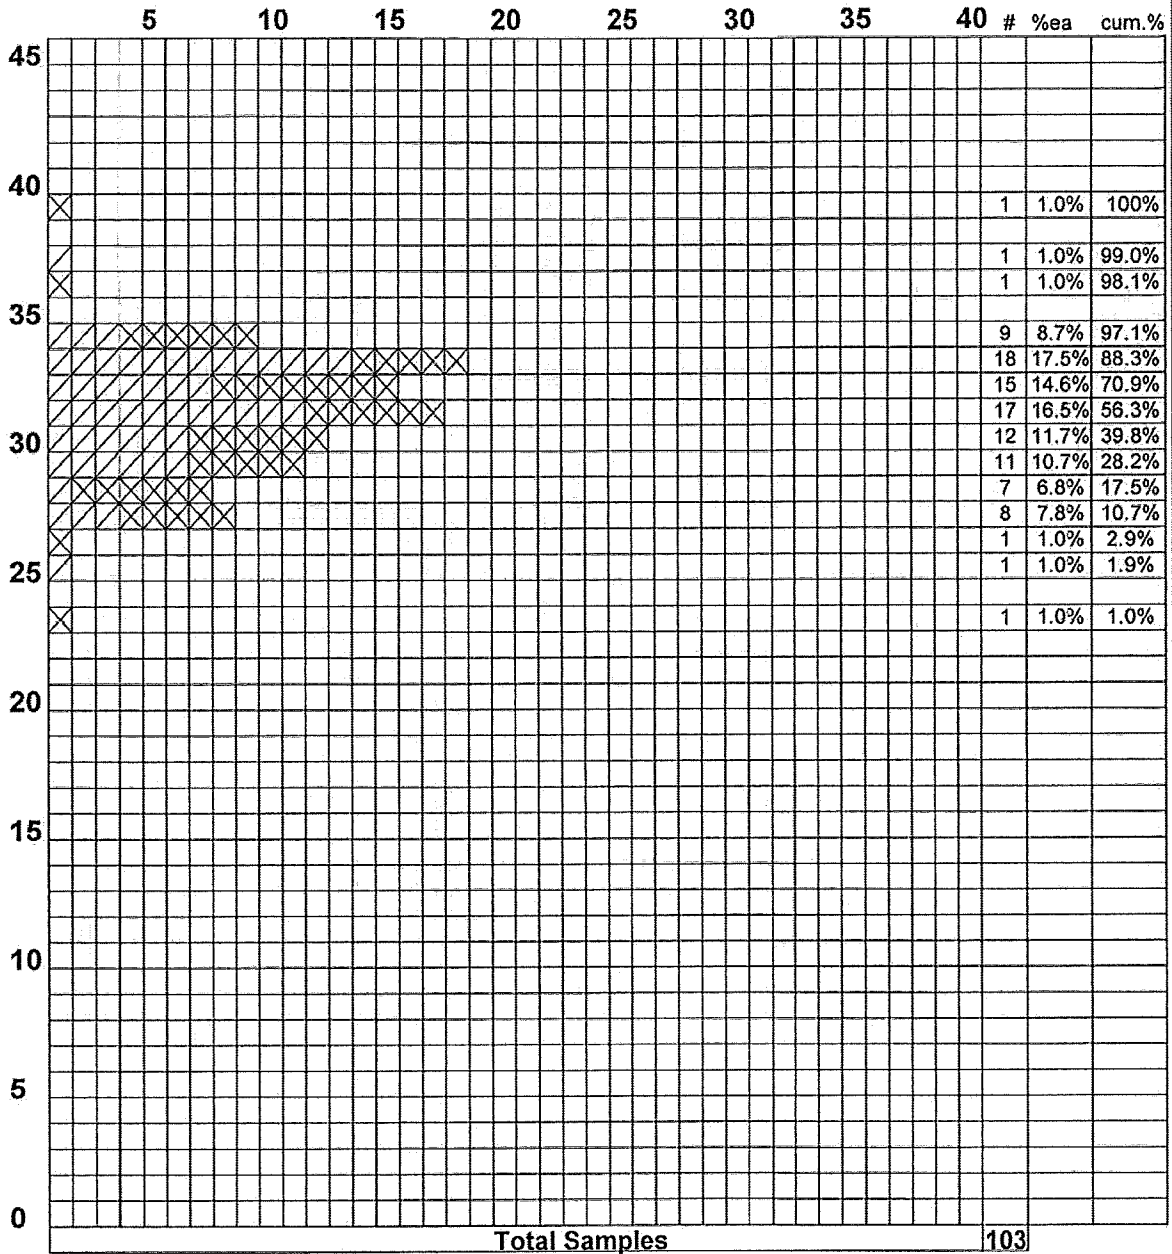 5 10 15 20 25 30 35 40 # %ea cum.%
45
40
1 1.0% 100%
1 1.0% 99.0%
1 1.0% 98.1%
35
9 8.7% 97.1%
18 17.5% 88.3%
15 14.6% 70.9%
17 16.5% 56.3%
30 12 11.7% 39.8%
11 10.7% 28.2%
7 6.8% 17.5%
8 7.8% 10.7%
1 1.0% 2.9%
25 1 1.0% 1.9%
1 1.0% 1.0%
20
15
10
5
0
Total Samples 103